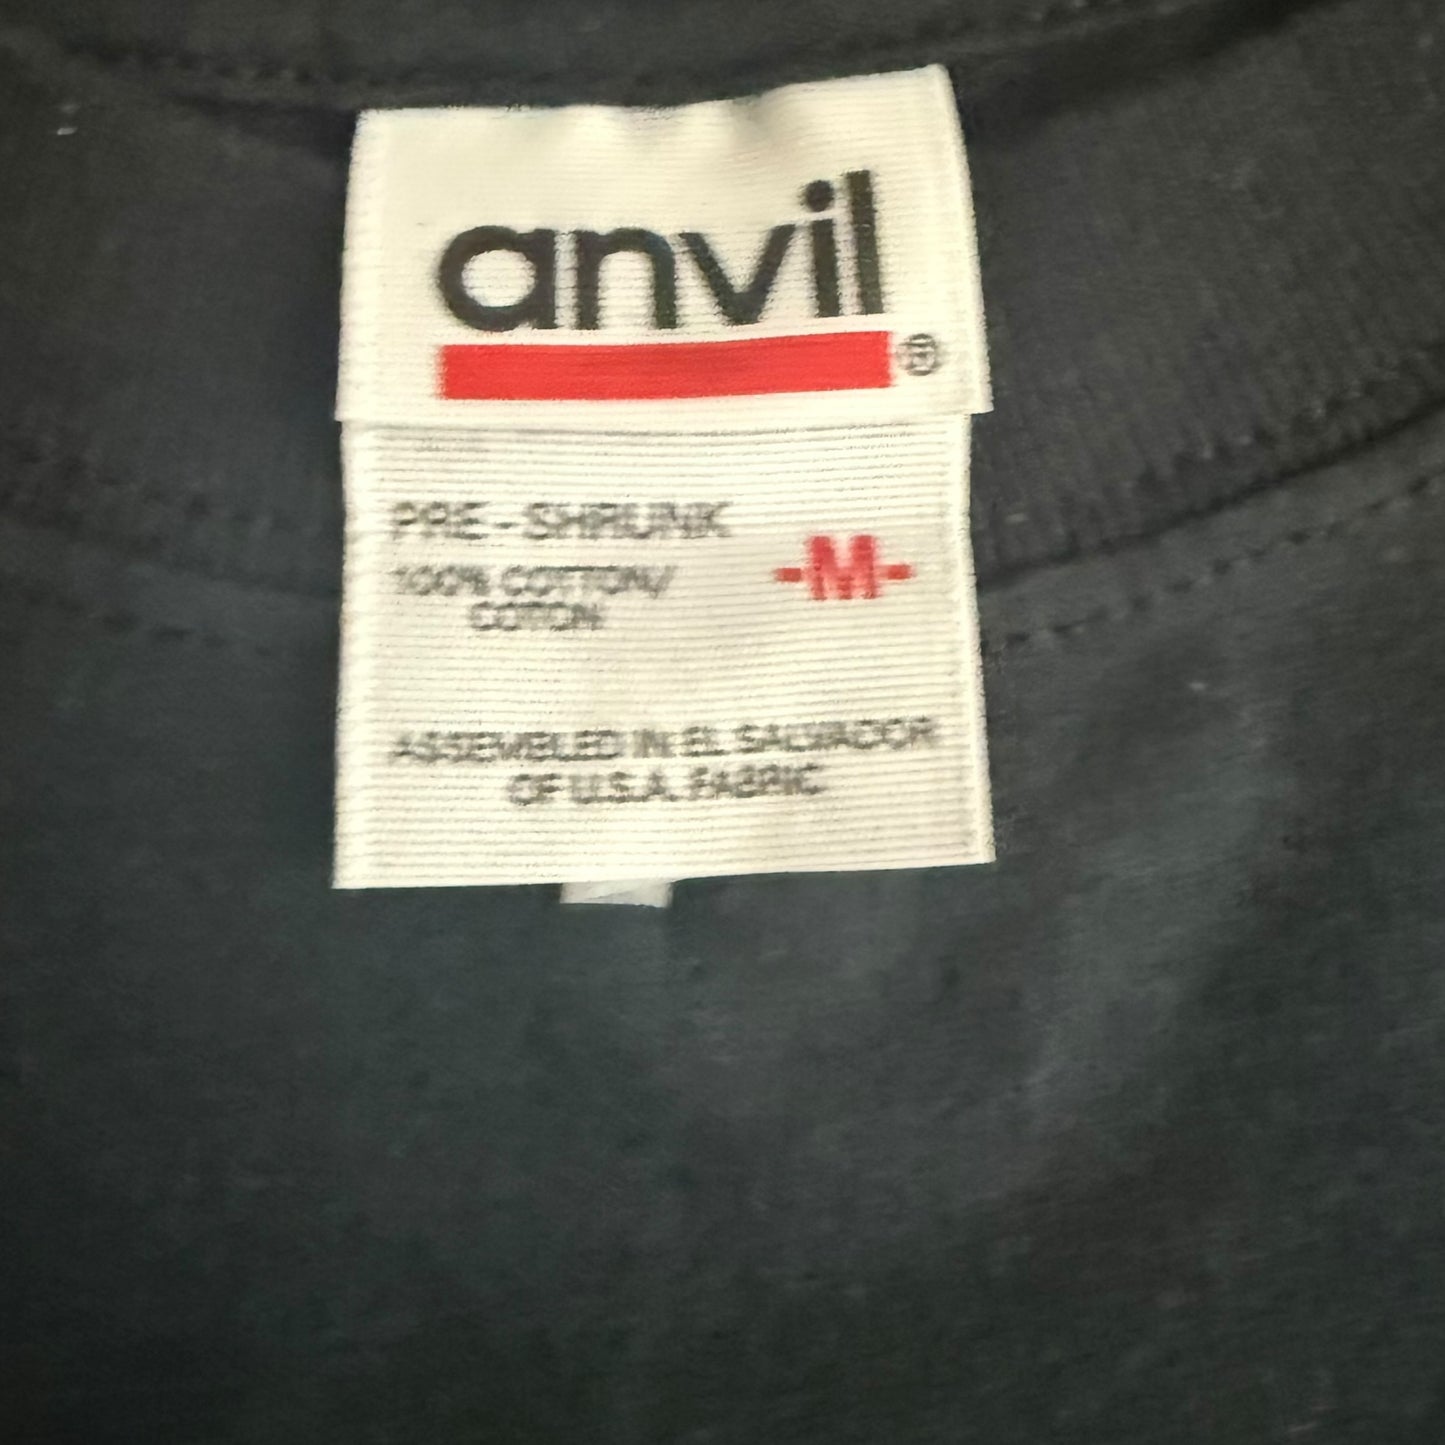 anvil®
PRE-SHRUNK
-M-
100% COTTON/
COTON
ASSEMBLED IN EL SALVADOR
OF U.S.A. FABRIC